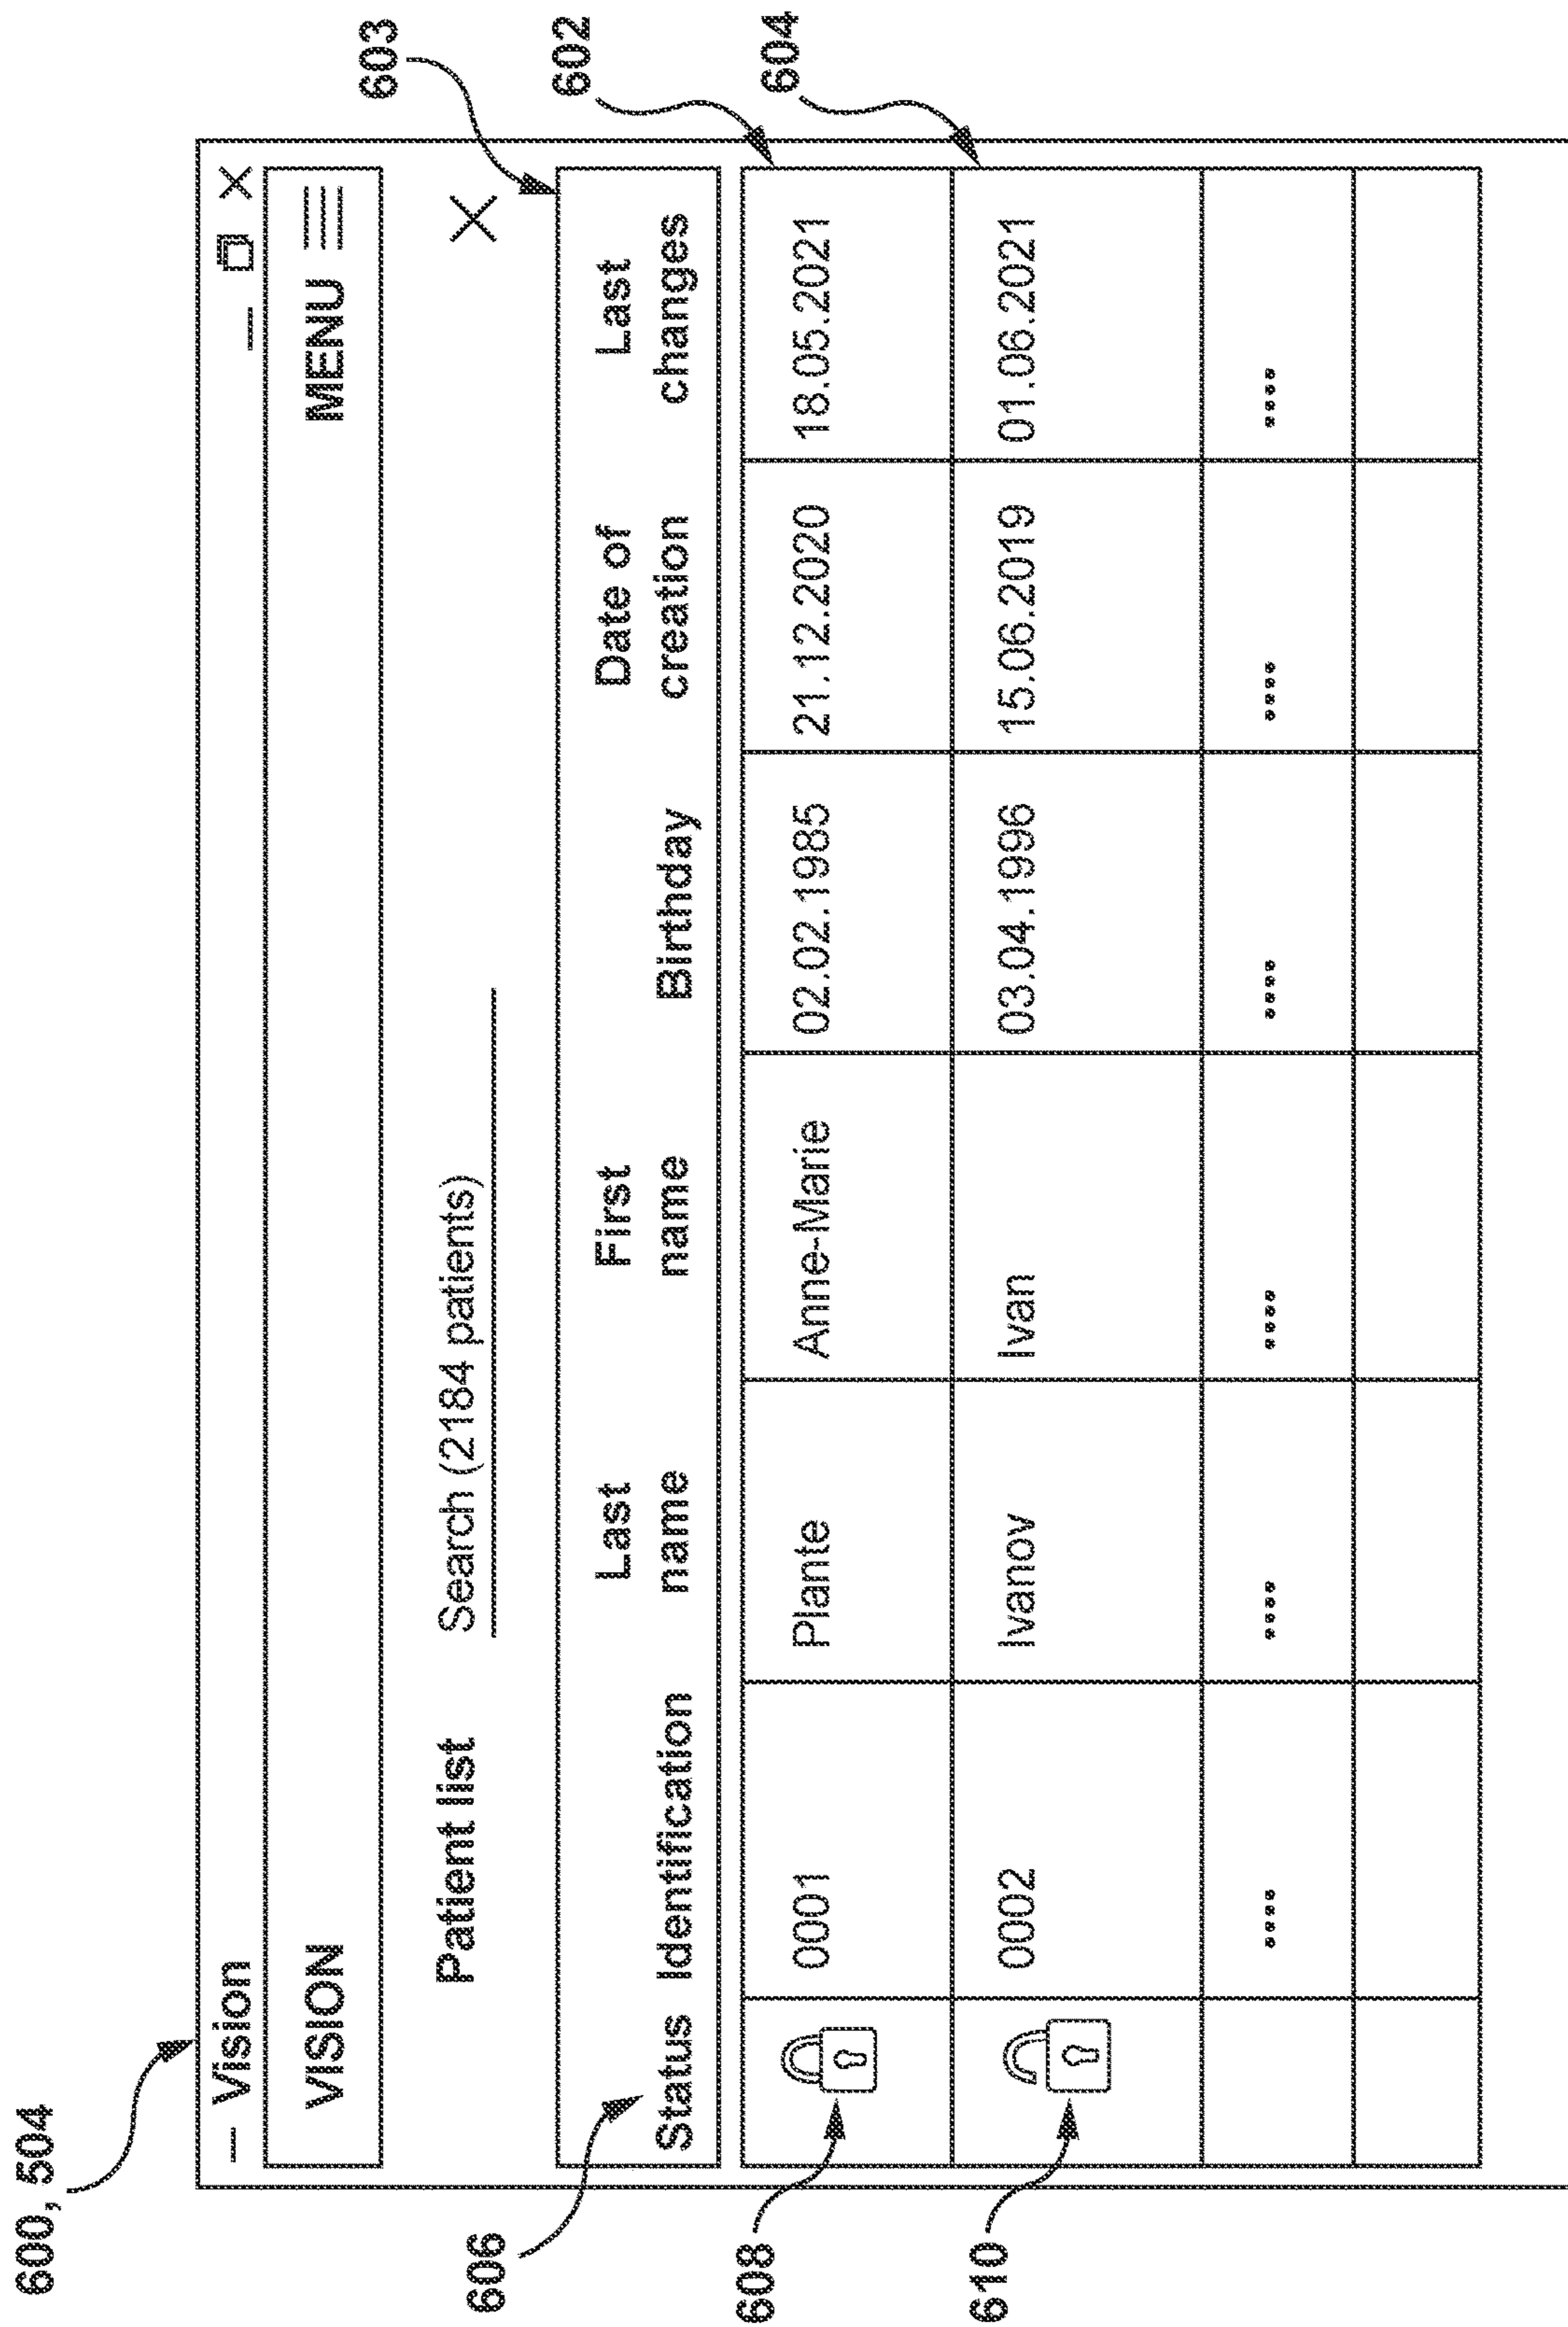 600, 504
— Vision
VISION MENU
603
Patient list Search (2184 patients)
602
606
Status Identification Last name First name Birthday Date of creation Last changes
604
608
0001 Plante Anne-Marie 02.02.1985 21.12.2020 18.05.2021
610
0002 Ivanov Ivan 03.04.1996 15.06.2019 01.06.2021
.... .... .... .... .... ....